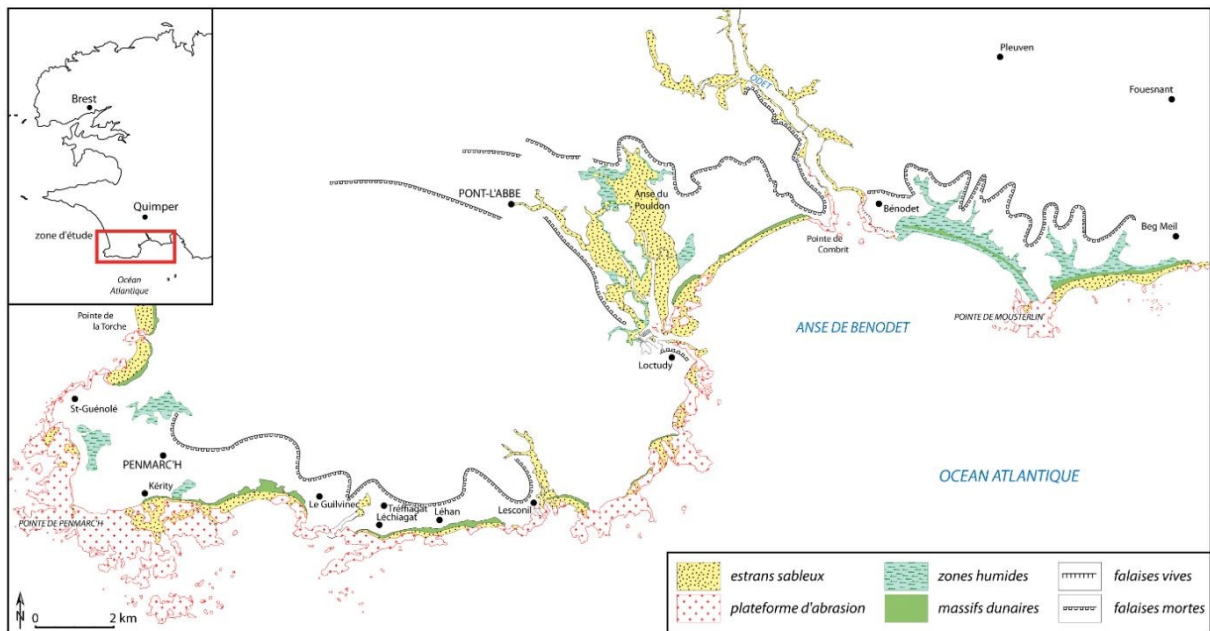 Brest
Quimper
zone d'étude
Océan
Atlantique
Pleuven
Fouesnant
ODET
PONT-L'ABBE
Anse du
Pouldon
Bénodet
Beg Meil
Pointe de
Combrit
Pointe de
la Torche
ANSE DE BENODET
POINTE DE MOUSTERLIN
Loctudy
St-Guénolé
PENMARC'H
OCEAN ATLANTIQUE
Kérity
Le Guilvinec
Treffiagat
Léchiagat
Léhan
Lesconil
POINTE DE PENMARC'H
estrans sableux
zones humides
falaises vives
plateforme d'abrasion
massifs dunaires
falaises mortes
N
0 2 km